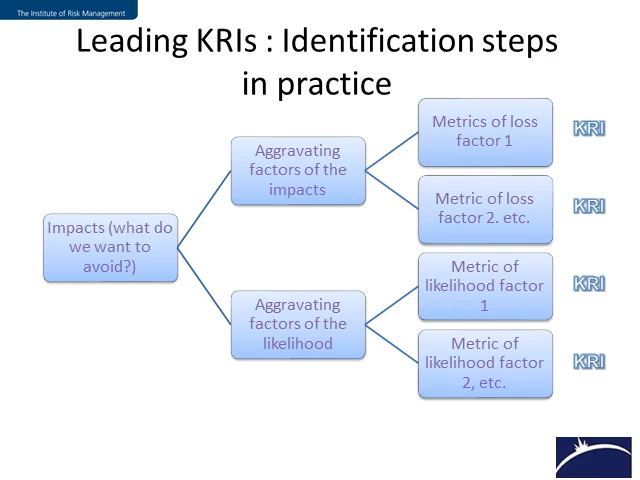 The Institute of Risk Management
Leading KRIs : Identification steps
in practice
Impacts (what do
we want to
avoid?)
Aggravating
factors of the
impacts
Metrics of loss
factor 1
KRI
Metric of loss
factor 2. etc.
KRI
Aggravating
factors of the
likelihood
Metric of
likelihood factor
1
KRI
Metric of
likelihood factor
2, etc.
KRI